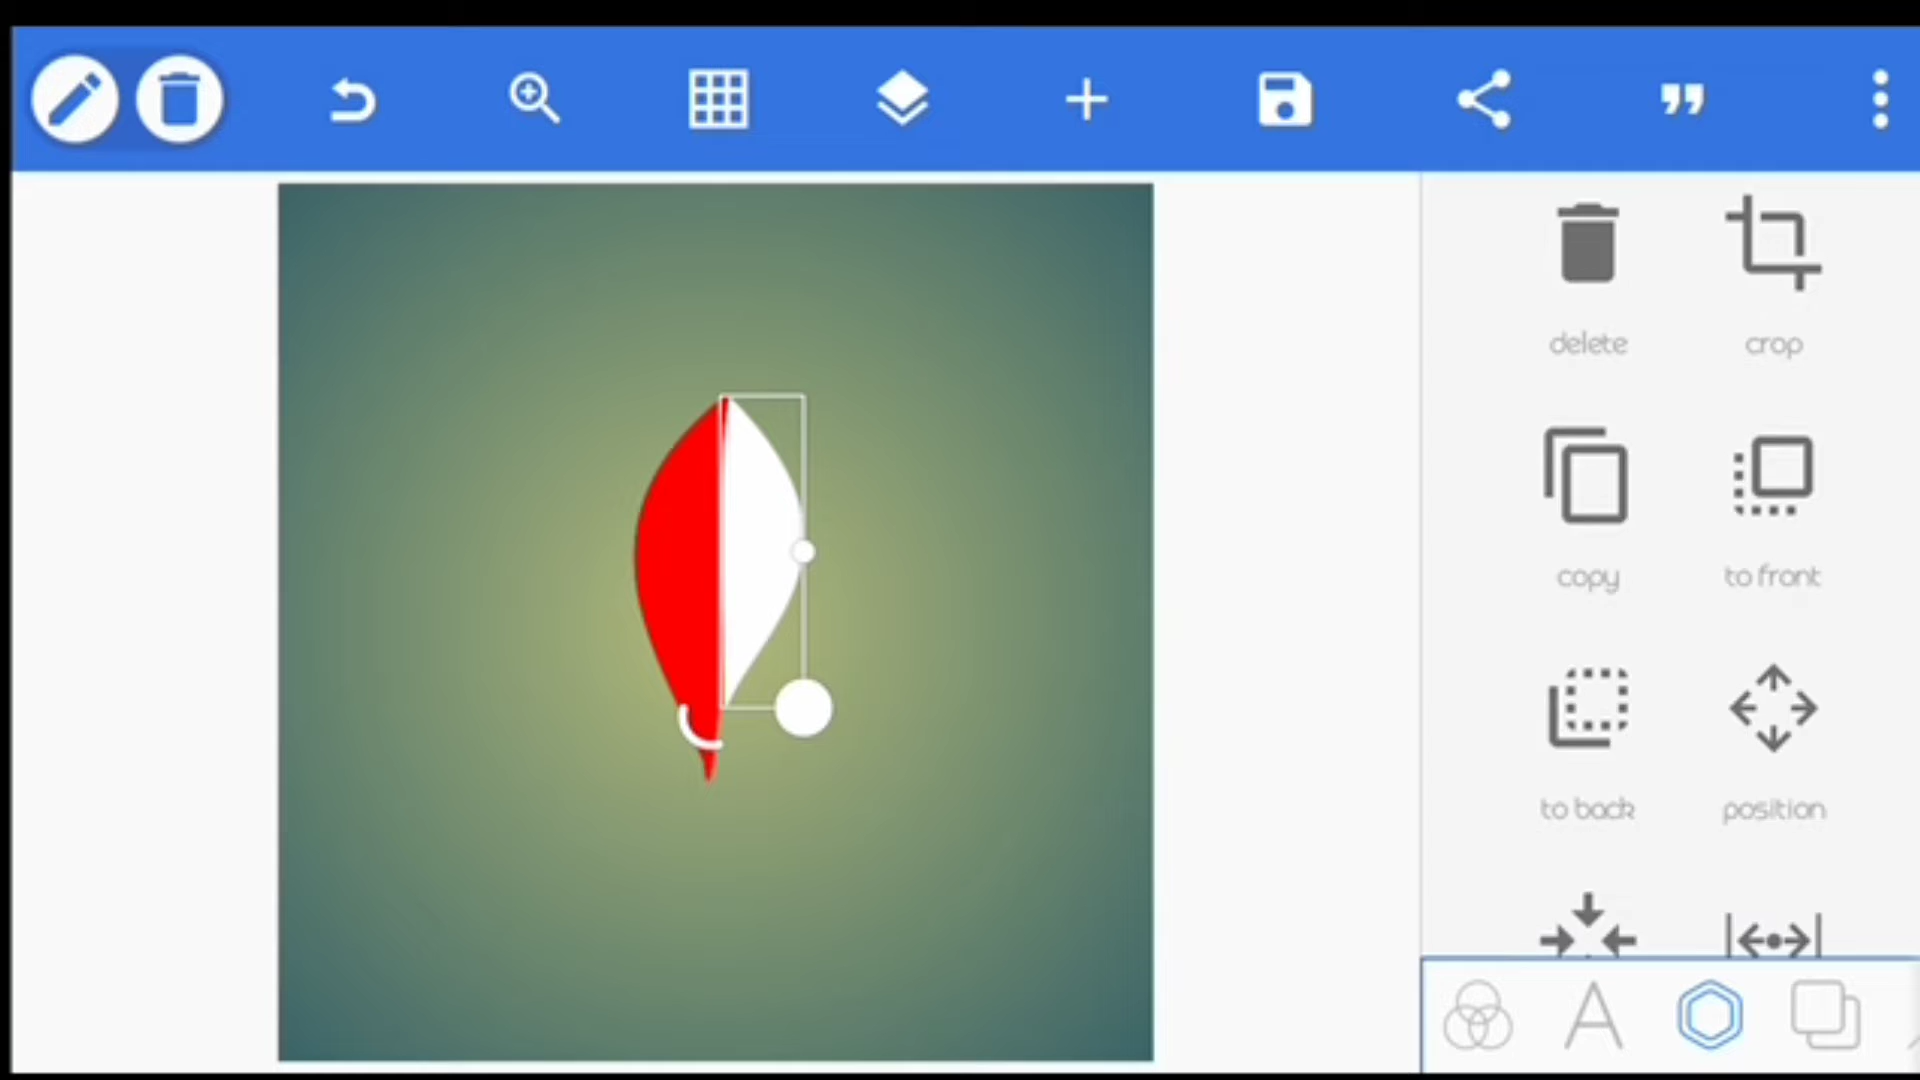 delete
crop
copy
to front
to back
position